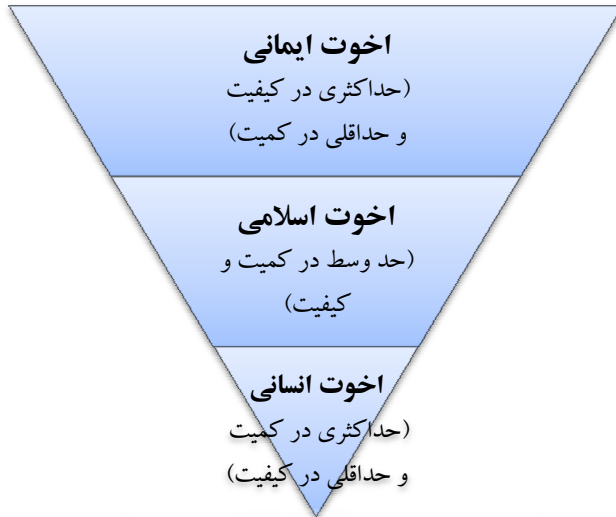 اخوت ایمانی
(حداکثری در کیفیت
و حداقلی در کمیت)
اخوت اسلامی
(حد وسط در کمیت و
کیفیت)
اخوت انسانی
(حداکثری در کمیت
و حداقلی در کیفیت)